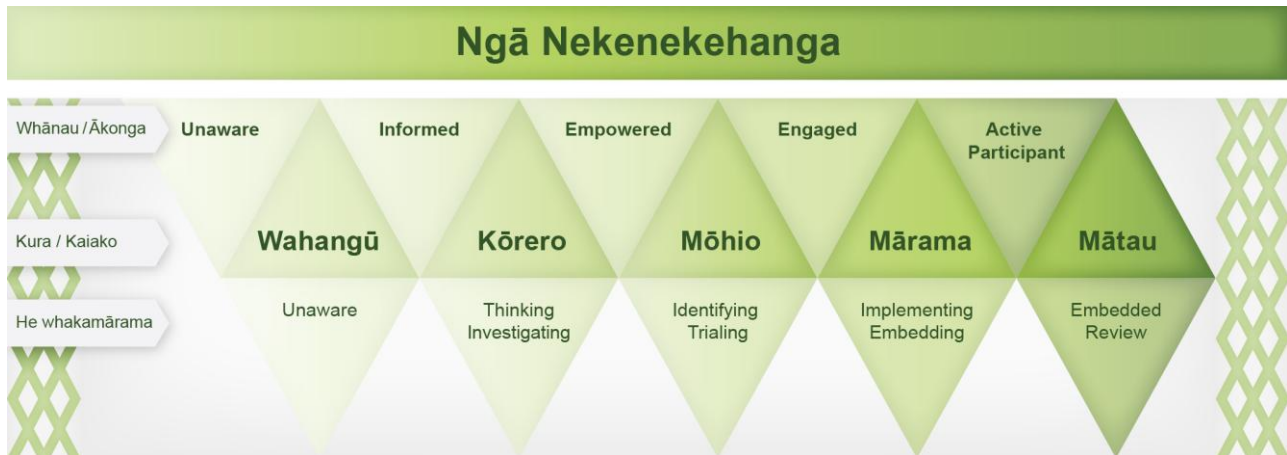 Ngā Nekenekehanga
Whānau / Ākonga
Unaware
Informed
Empowered
Engaged
Active
Participant
Kura / Kaiako
Wahangū
Kōrero
Mōhio
Mārama
Mātau
He whakamārama
Unaware
Thinking
Investigating
Identifying
Trialing
Implementing
Embedding
Embedded
Review